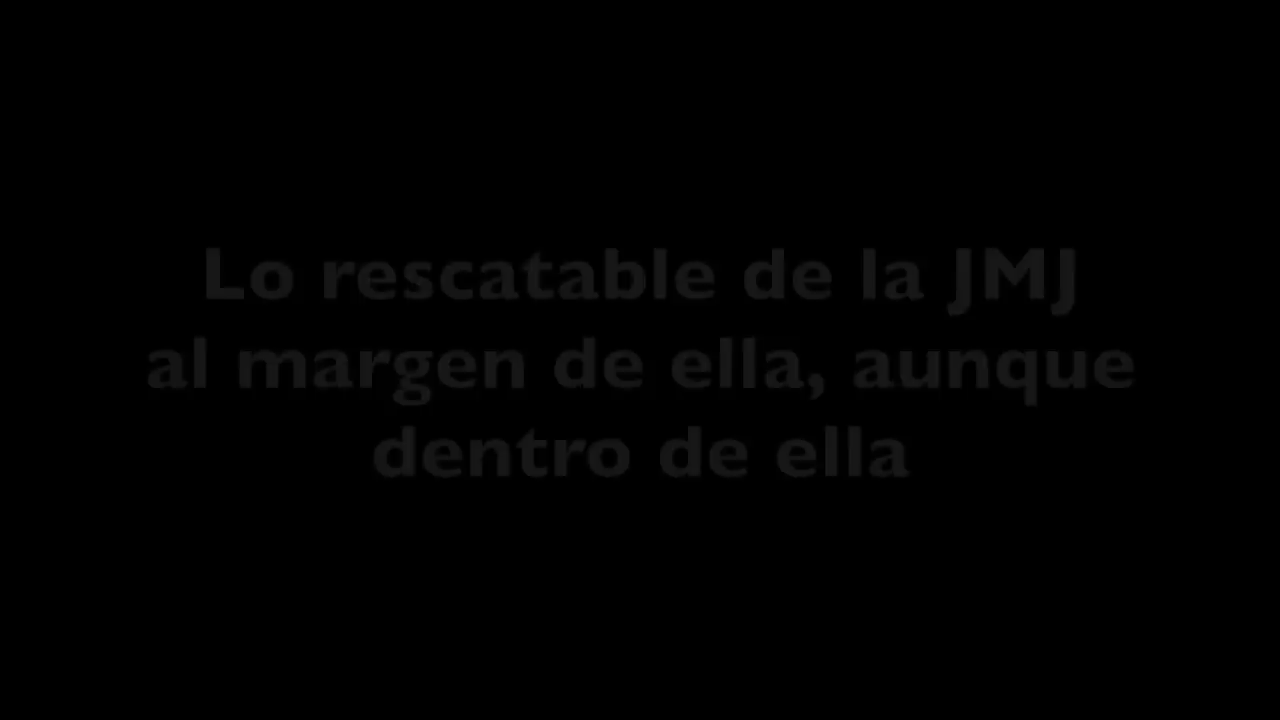 Lo rescatable de la JMJ
al margen de ella, aunque
dentro de ella